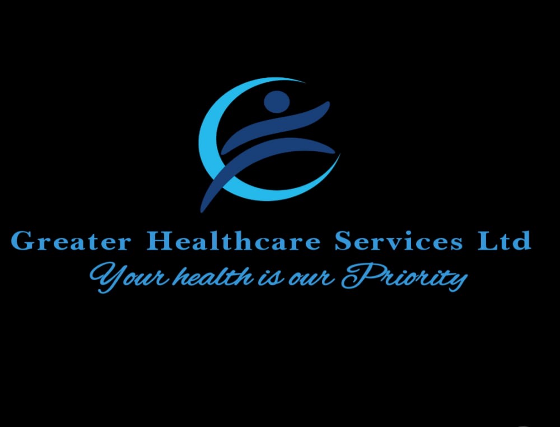 Greater Healthcare Services Ltd
Your health is our Priority